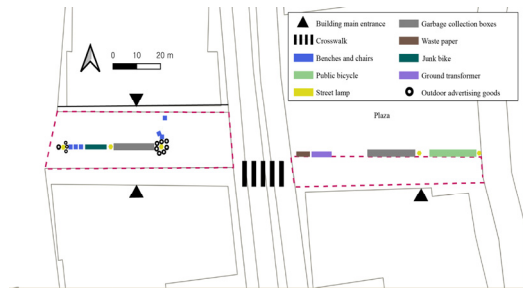 0 10 20 m
Building main entrance
Crosswalk
Benches and chairs
Public bicycle
Street lamp
Garbage collection boxes
Waste paper
Junk bike
Ground transformer
Outdoor advertising goods
Plaza